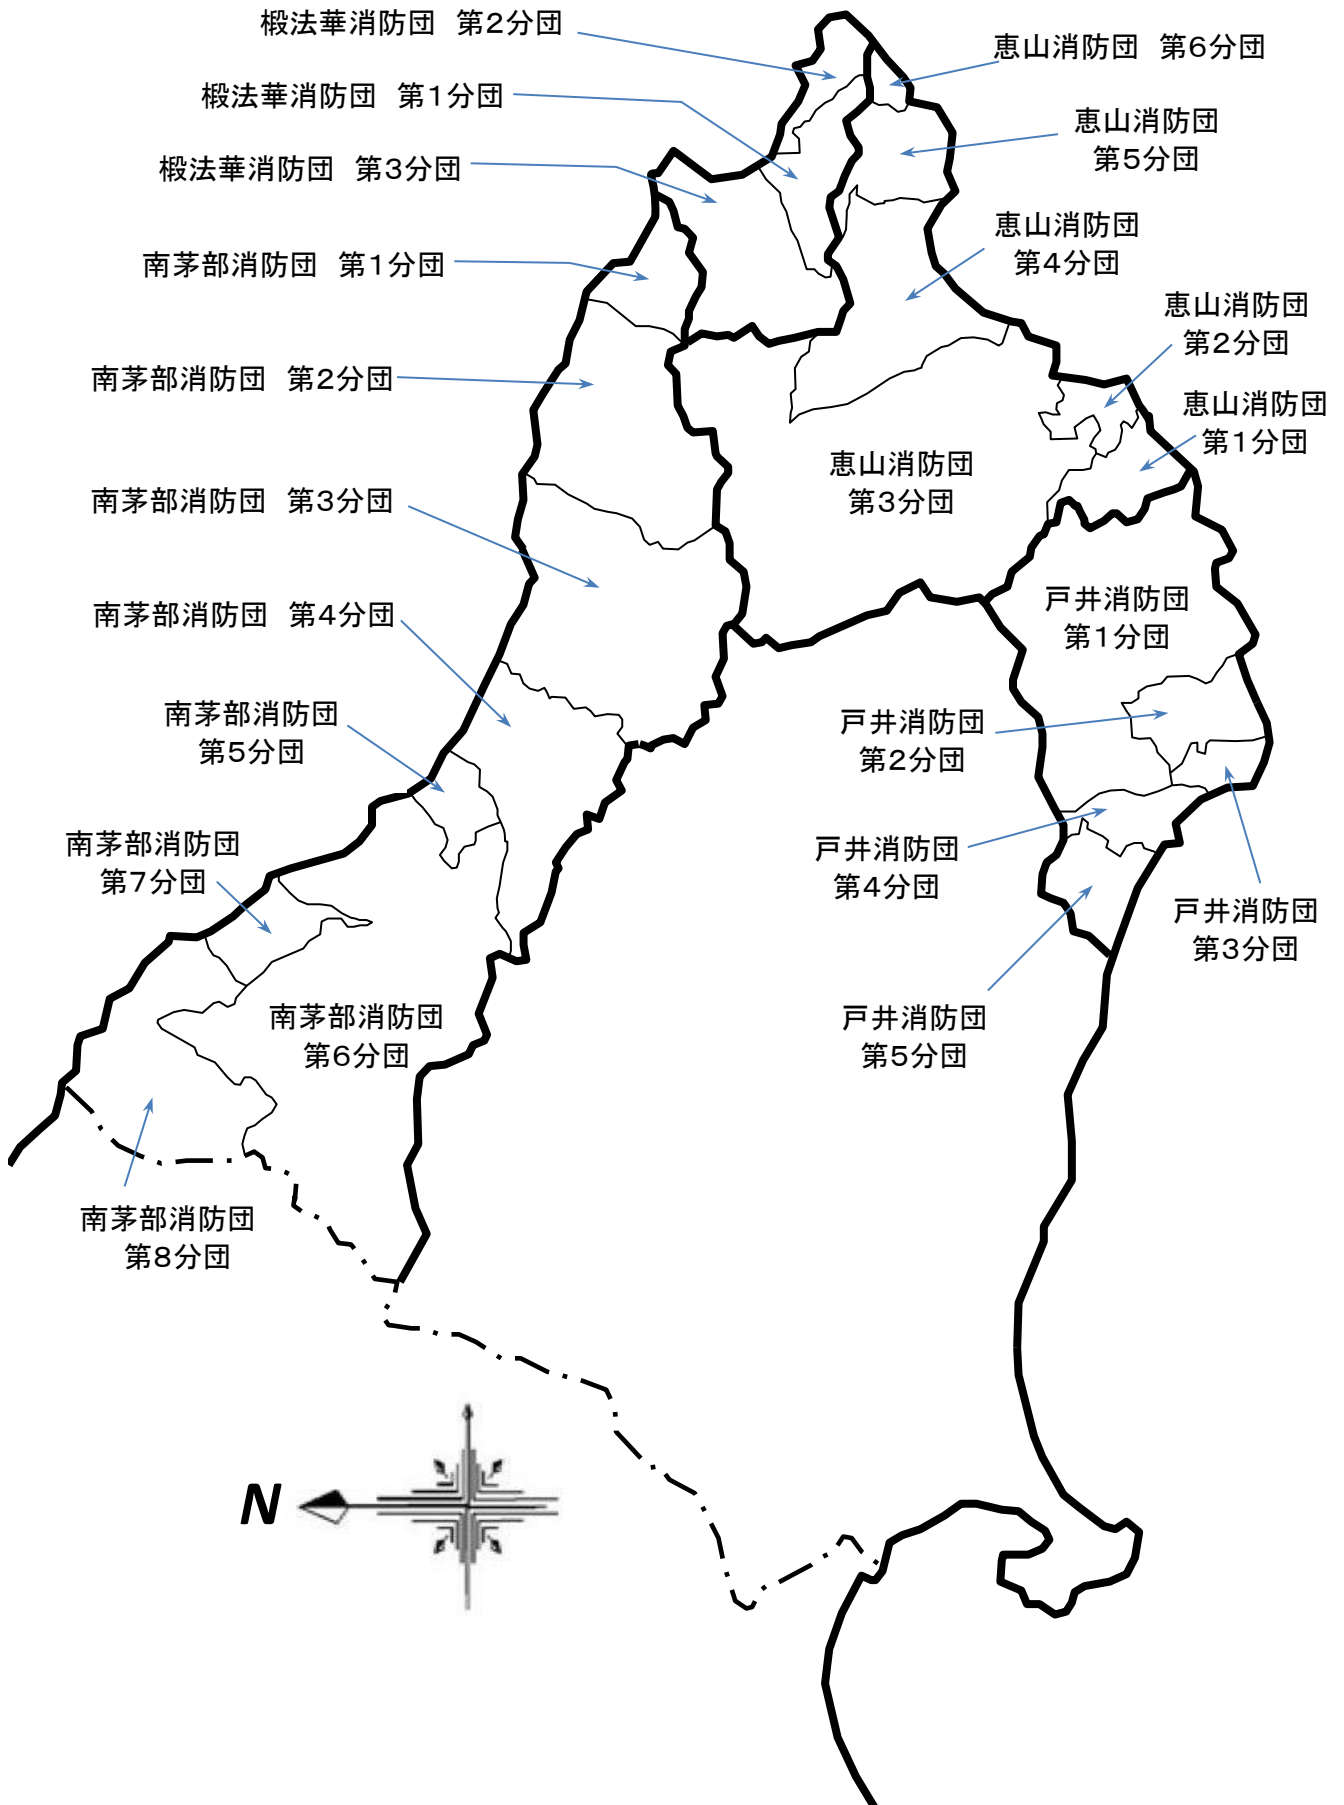 椴法華消防団　第2分団
恵山消防団　第6分団
椴法華消防団　第1分団
恵山消防団
第5分団
椴法華消防団　第3分団
恵山消防団
第4分団
南茅部消防団　第1分団
恵山消防団
第2分団
南茅部消防団　第2分団
恵山消防団
第1分団
恵山消防団
第3分団
南茅部消防団　第3分団
戸井消防団
第1分団
南茅部消防団　第4分団
南茅部消防団
第5分団
戸井消防団
第2分団
南茅部消防団
第7分団
戸井消防団
第4分団
戸井消防団
第3分団
南茅部消防団
第6分団
戸井消防団
第5分団
南茅部消防団
第8分団
N